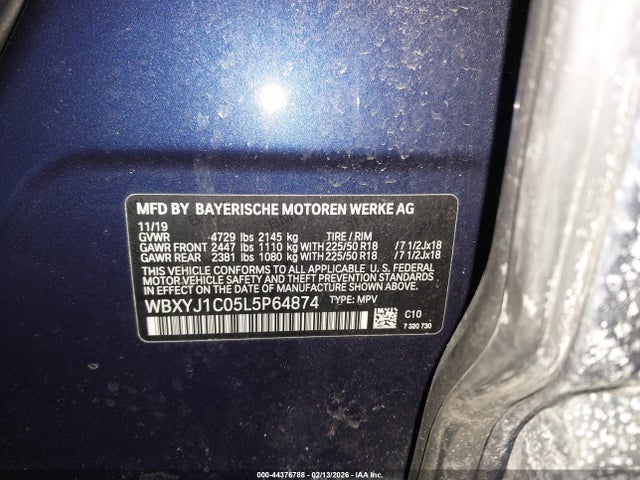 MFD BY BAYERISCHE MOTOREN WERKE AG
11/19
GVWR 4729 lbs 2145 kg TIRE / RIM
GAWR FRONT 2447 lbs 1110 kg WITH 225/50 R18 /7 1/2Jx18
GAWR REAR 2381 lbs 1080 kg WITH 225/50 R18 /7 1/2Jx18
THIS VEHICLE CONFORMS TO ALL APPLICABLE U. S. FEDERAL
MOTOR VEHICLE SAFETY AND THEFT PREVENTION STANDARDS
IN EFFECT ON THE DATE OF MANUFACTURE SHOWN ABOVE.
WBXYJ1C05L5P64874 TYPE: MPV
C10
7 320 730
000-44376788 - 02/13/2026 - IAA Inc.